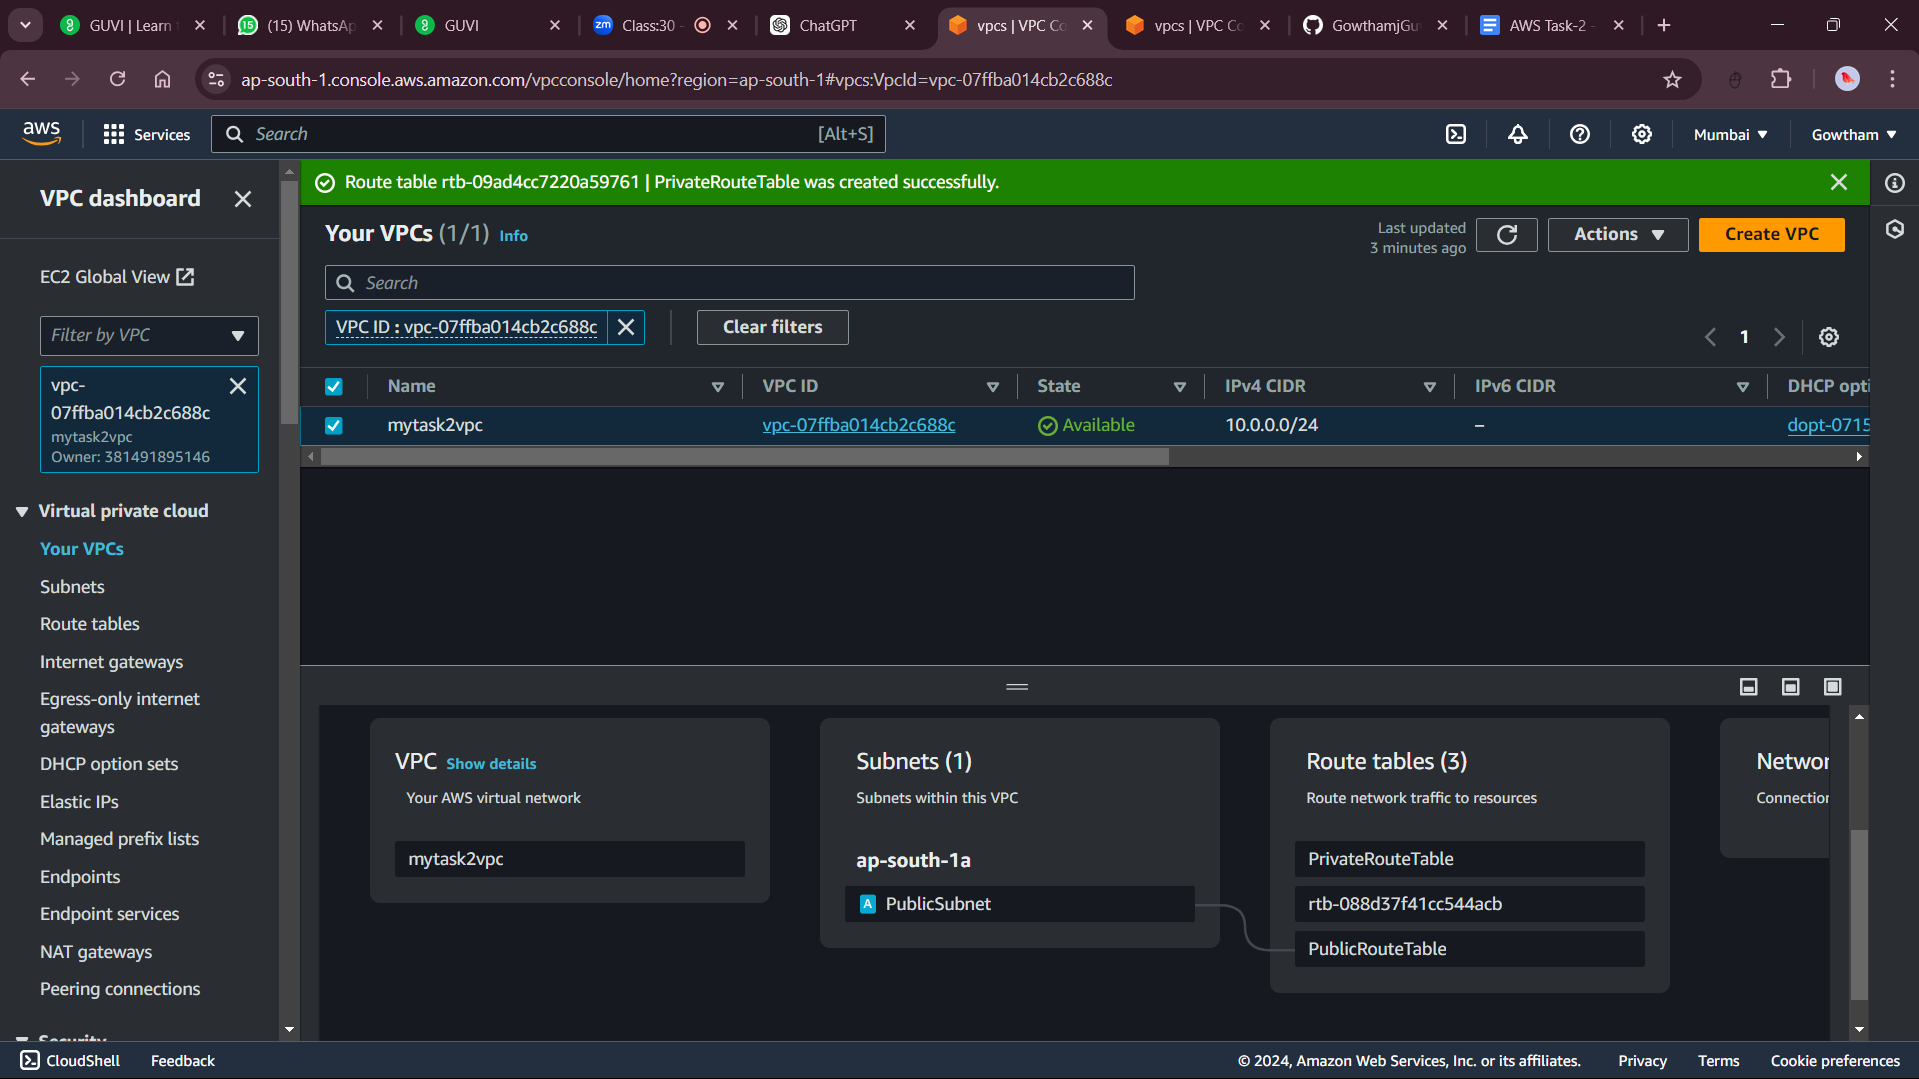 GUVI | Learn
(15) WhatsAp
GUVI
zm Class:30 -
ChatGPT
vpcs | VPC Co
vpcs | VPC Co
GowthamjGu
AWS Task-2 -
ap-south-1.console.aws.amazon.com/vpcconsole/home?region=ap-south-1#vpcs:VpcId=vpc-07ffba014cb2c688c
aws
Services
Search
[Alt+S]
Mumbai
Gowtham
VPC dashboard
EC2 Global View
Filter by VPC
vpc-
07ffba014cb2c688c
mytask2vpc
Owner: 381491895146
Virtual private cloud
Your VPCs
Subnets
Route tables
Internet gateways
Egress-only internet
gateways
DHCP option sets
Elastic IPs
Managed prefix lists
Endpoints
Endpoint services
NAT gateways
Peering connections
Security
Route table rtb-09ad4cc7220a59761 | PrivateRouteTable was created successfully.
Your VPCs (1/1) Info
Last updated
3 minutes ago
Actions
Create VPC
Search
VPC ID : vpc-07ffba014cb2c688c
Clear filters
1
Name VPC ID State IPv4 CIDR IPv6 CIDR DHCP opti
mytask2vpc vpc-07ffba014cb2c688c Available 10.0.0.0/24 – dopt-0715
VPC Show details
Your AWS virtual network
mytask2vpc
Subnets (1)
Subnets within this VPC
ap-south-1a
A PublicSubnet
Route tables (3)
Route network traffic to resources
PrivateRouteTable
rtb-088d37f41cc544acb
PublicRouteTable
Networ
Connection
CloudShell
Feedback
© 2024, Amazon Web Services, Inc. or its affiliates.
Privacy
Terms
Cookie preferences